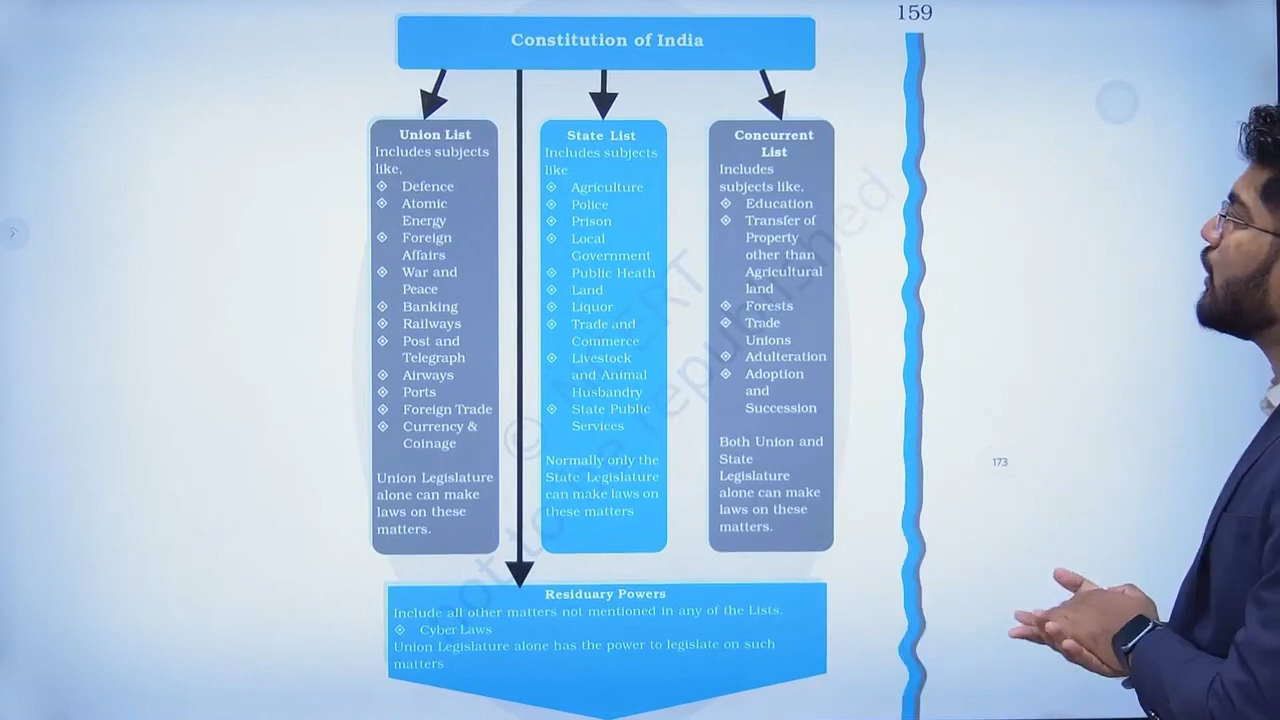 159
Constitution of India
Union List
Includes subjects
like,
❖ Defence
❖ Atomic
Energy
❖ Foreign
Affairs
❖ War and
Peace
❖ Banking
❖ Railways
❖ Post and
Telegraph
❖ Airways
❖ Ports
❖ Foreign Trade
❖ Currency &
Coinage
Union Legislature
alone can make
laws on these
matters.
State List
Includes subjects
like
❖ Agriculture
❖ Police
❖ Prison
❖ Local
Government
❖ Public Heath
❖ Land
❖ Liquor
❖ Trade and
Commerce
❖ Livestock
and Animal
Husbandry
❖ State Public
Services
Normally only the
State Legislature
can make laws on
these matters
Concurrent
List
Includes
subjects like,
❖ Education
❖ Transfer of
Property
other than
Agricultural
land
❖ Forests
❖ Trade
Unions
❖ Adulteration
❖ Adoption
and
Succession
Both Union and
State
Legislature
alone can make
laws on these
matters.
173
Residuary Powers
Include all other matters not mentioned in any of the Lists.
❖ Cyber Laws
Union Legislature alone has the power to legislate on such
matters
not to be republished